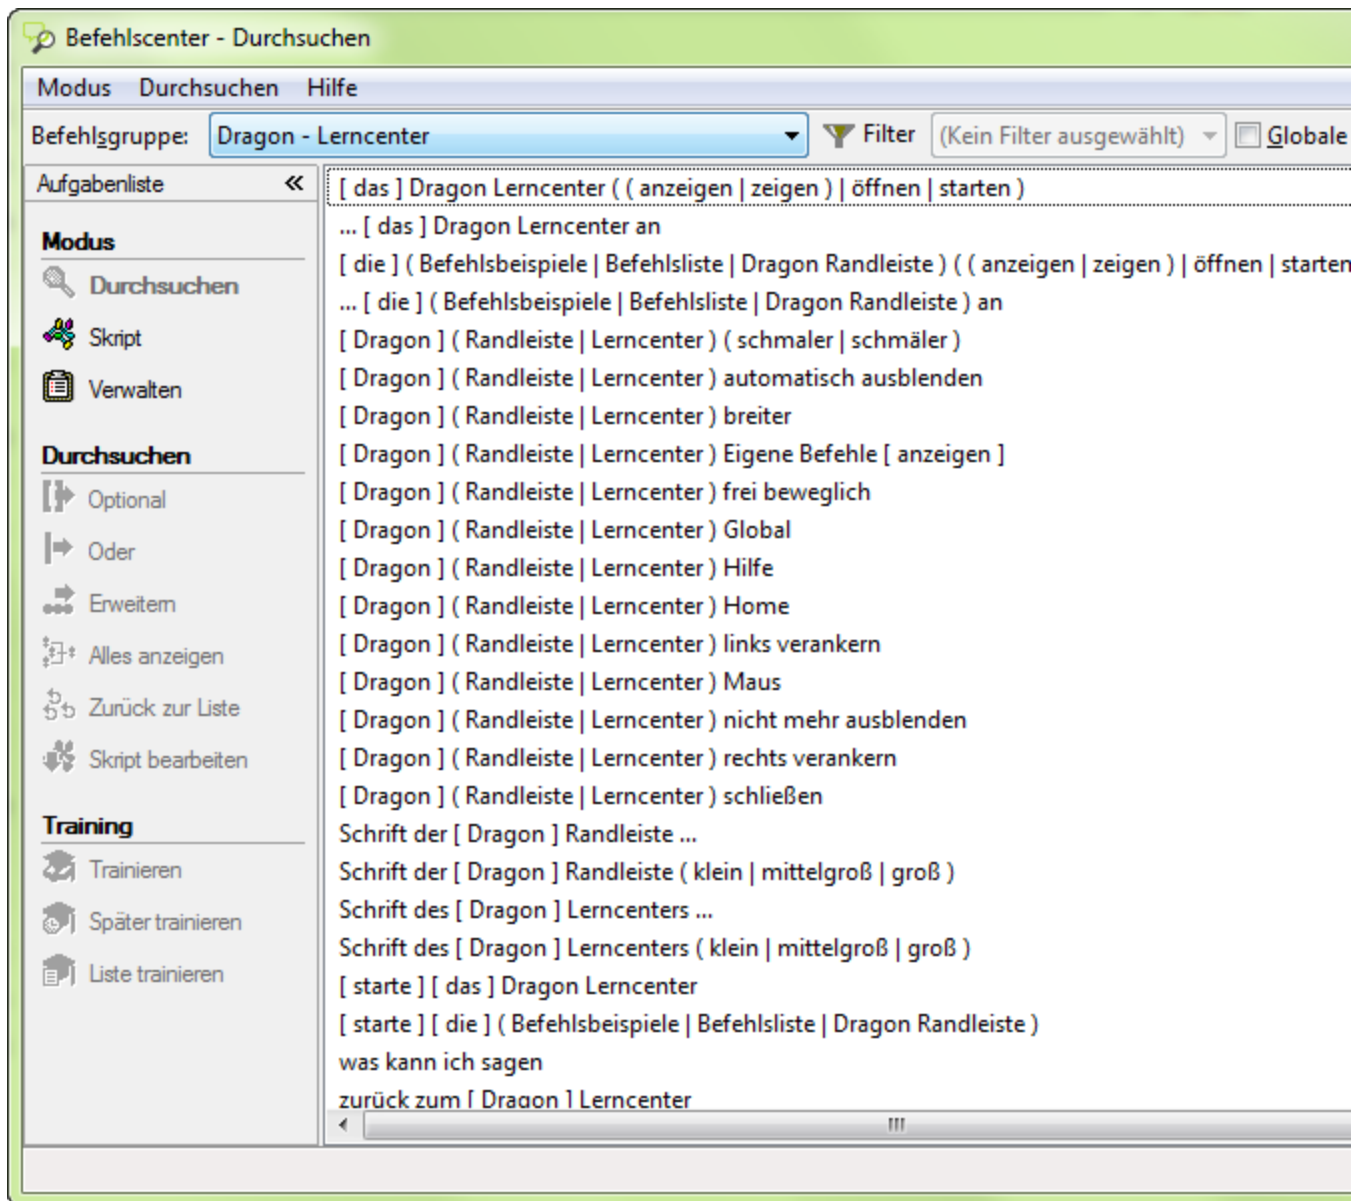 Befehlscenter - Durchsuchen
Modus Durchsuchen Hilfe
Befehlsgruppe: Dragon - Lerncenter Filter (Kein Filter ausgewählt) Globale
Aufgabenliste «
Modus
Durchsuchen
Skript
Verwalten
Durchsuchen
Optional
Oder
Erweitern
Alles anzeigen
Zurück zur Liste
Skript bearbeiten
Training
Trainieren
Später trainieren
Liste trainieren
[ das ] Dragon Lerncenter ( ( anzeigen | zeigen ) | öffnen | starten )
... [ das ] Dragon Lerncenter an
[ die ] ( Befehlsbeispiele | Befehlsliste | Dragon Randleiste ) ( ( anzeigen | zeigen ) | öffnen | starten
... [ die ] ( Befehlsbeispiele | Befehlsliste | Dragon Randleiste ) an
[ Dragon ] ( Randleiste | Lerncenter ) ( schmaler | schmäler )
[ Dragon ] ( Randleiste | Lerncenter ) automatisch ausblenden
[ Dragon ] ( Randleiste | Lerncenter ) breiter
[ Dragon ] ( Randleiste | Lerncenter ) Eigene Befehle [ anzeigen ]
[ Dragon ] ( Randleiste | Lerncenter ) frei beweglich
[ Dragon ] ( Randleiste | Lerncenter ) Global
[ Dragon ] ( Randleiste | Lerncenter ) Hilfe
[ Dragon ] ( Randleiste | Lerncenter ) Home
[ Dragon ] ( Randleiste | Lerncenter ) links verankern
[ Dragon ] ( Randleiste | Lerncenter ) Maus
[ Dragon ] ( Randleiste | Lerncenter ) nicht mehr ausblenden
[ Dragon ] ( Randleiste | Lerncenter ) rechts verankern
[ Dragon ] ( Randleiste | Lerncenter ) schließen
Schrift der [ Dragon ] Randleiste ...
Schrift der [ Dragon ] Randleiste ( klein | mittelgroß | groß )
Schrift des [ Dragon ] Lerncenters ...
Schrift des [ Dragon ] Lerncenters ( klein | mittelgroß | groß )
[ starte ] [ das ] Dragon Lerncenter
[ starte ] [ die ] ( Befehlsbeispiele | Befehlsliste | Dragon Randleiste )
was kann ich sagen
zurück zum [ Dragon ] Lerncenter